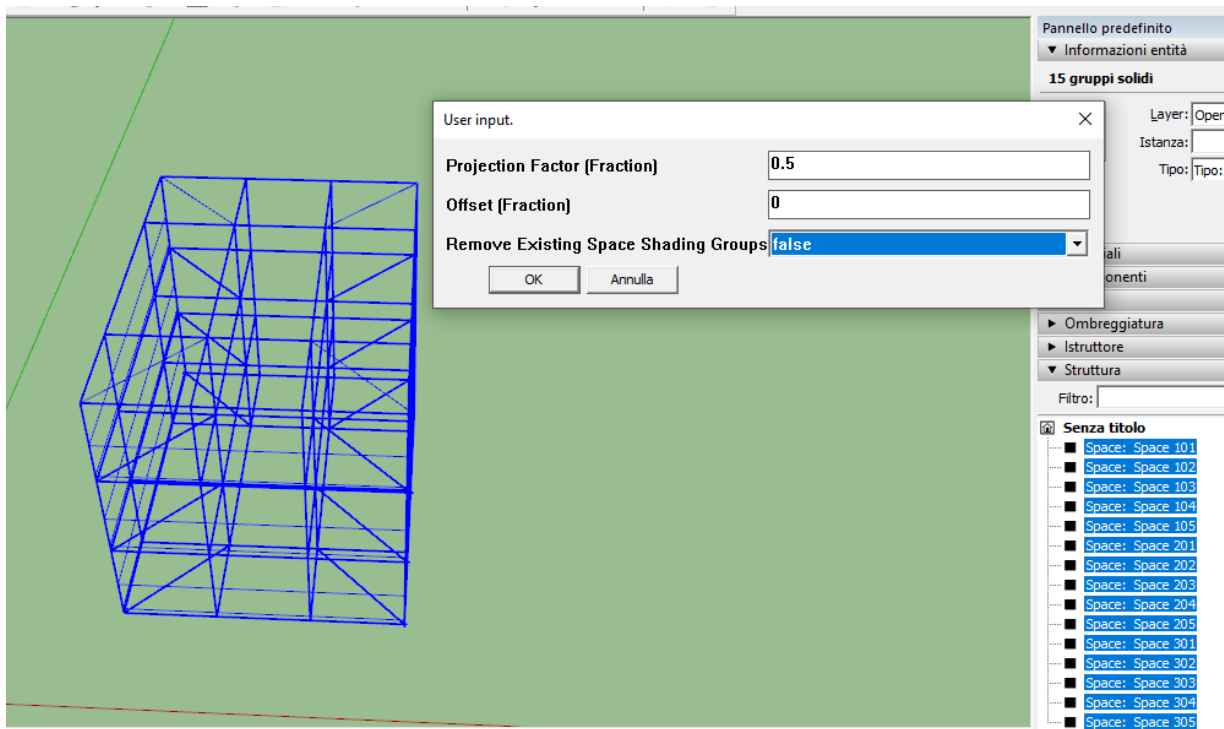 Pannello predefinito
▼ Informazioni entità
15 gruppi solidi
Layer: Oper
Istanza:
Tipo: Tipo:
User input.
Projection Factor (Fraction) 0.5
Offset (Fraction) 0
Remove Existing Space Shading Groups false
OK Annulla
iali
onenti
► Ombreggiatura
► Istruttore
▼ Struttura
Filtro:
Senza titolo
Space: Space 101
Space: Space 102
Space: Space 103
Space: Space 104
Space: Space 105
Space: Space 201
Space: Space 202
Space: Space 203
Space: Space 204
Space: Space 205
Space: Space 301
Space: Space 302
Space: Space 303
Space: Space 304
Space: Space 305